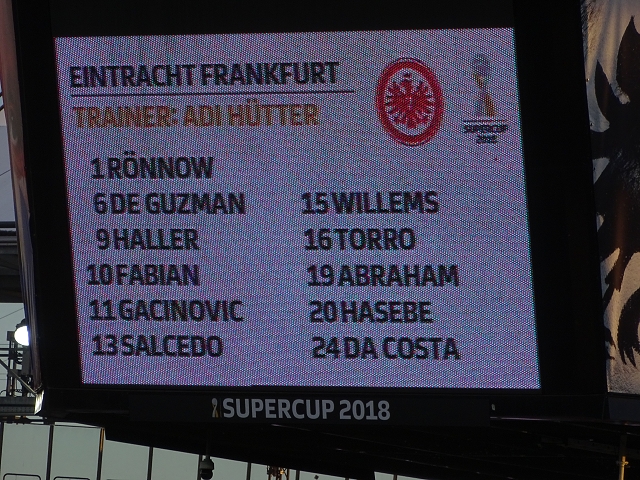 EINTRACHT FRANKFURT
TRAINER: ADI HÜTTER
SUPERCUP
2018
1 RÖNNOW
6 DE GUZMAN 15 WILLEMS
9 HALLER 16 TORRO
10 FABIAN 19 ABRAHAM
11 GACINOVIC 20 HASEBE
13 SALCEDO 24 DA COSTA
SUPERCUP 2018